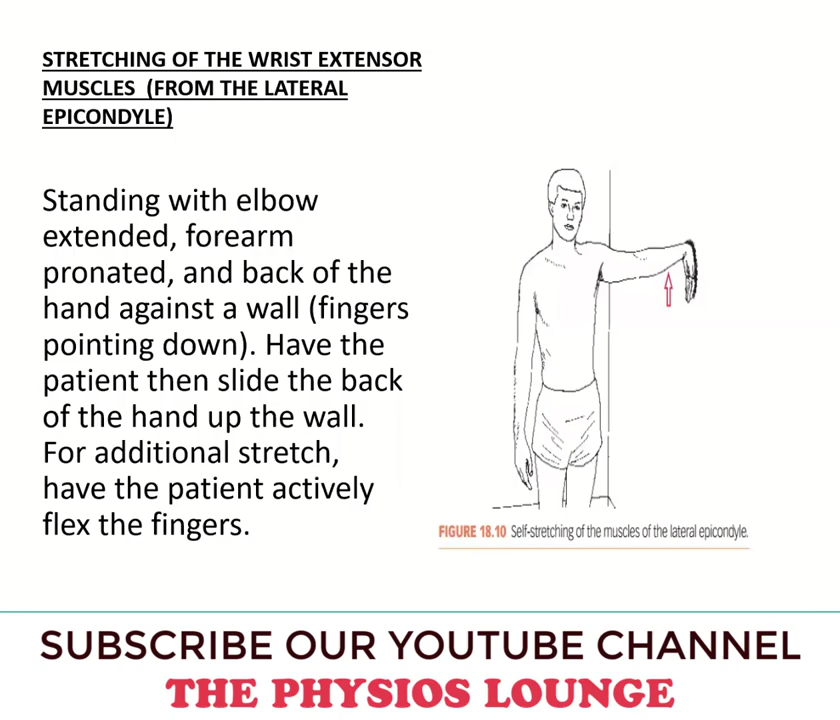 STRETCHING OF THE WRIST EXTENSOR
MUSCLES (FROM THE LATERAL
EPICONDYLE)
Standing with elbow
extended, forearm
pronated, and back of the
hand against a wall (fingers
pointing down). Have the
patient then slide the back
of the hand up the wall.
For additional stretch,
have the patient actively
flex the fingers.
FIGURE 18.10 Self-stretching of the muscles of the lateral epicondyle.
SUBSCRIBE OUR YOUTUBE CHANNEL
THE PHYSIOS LOUNGE